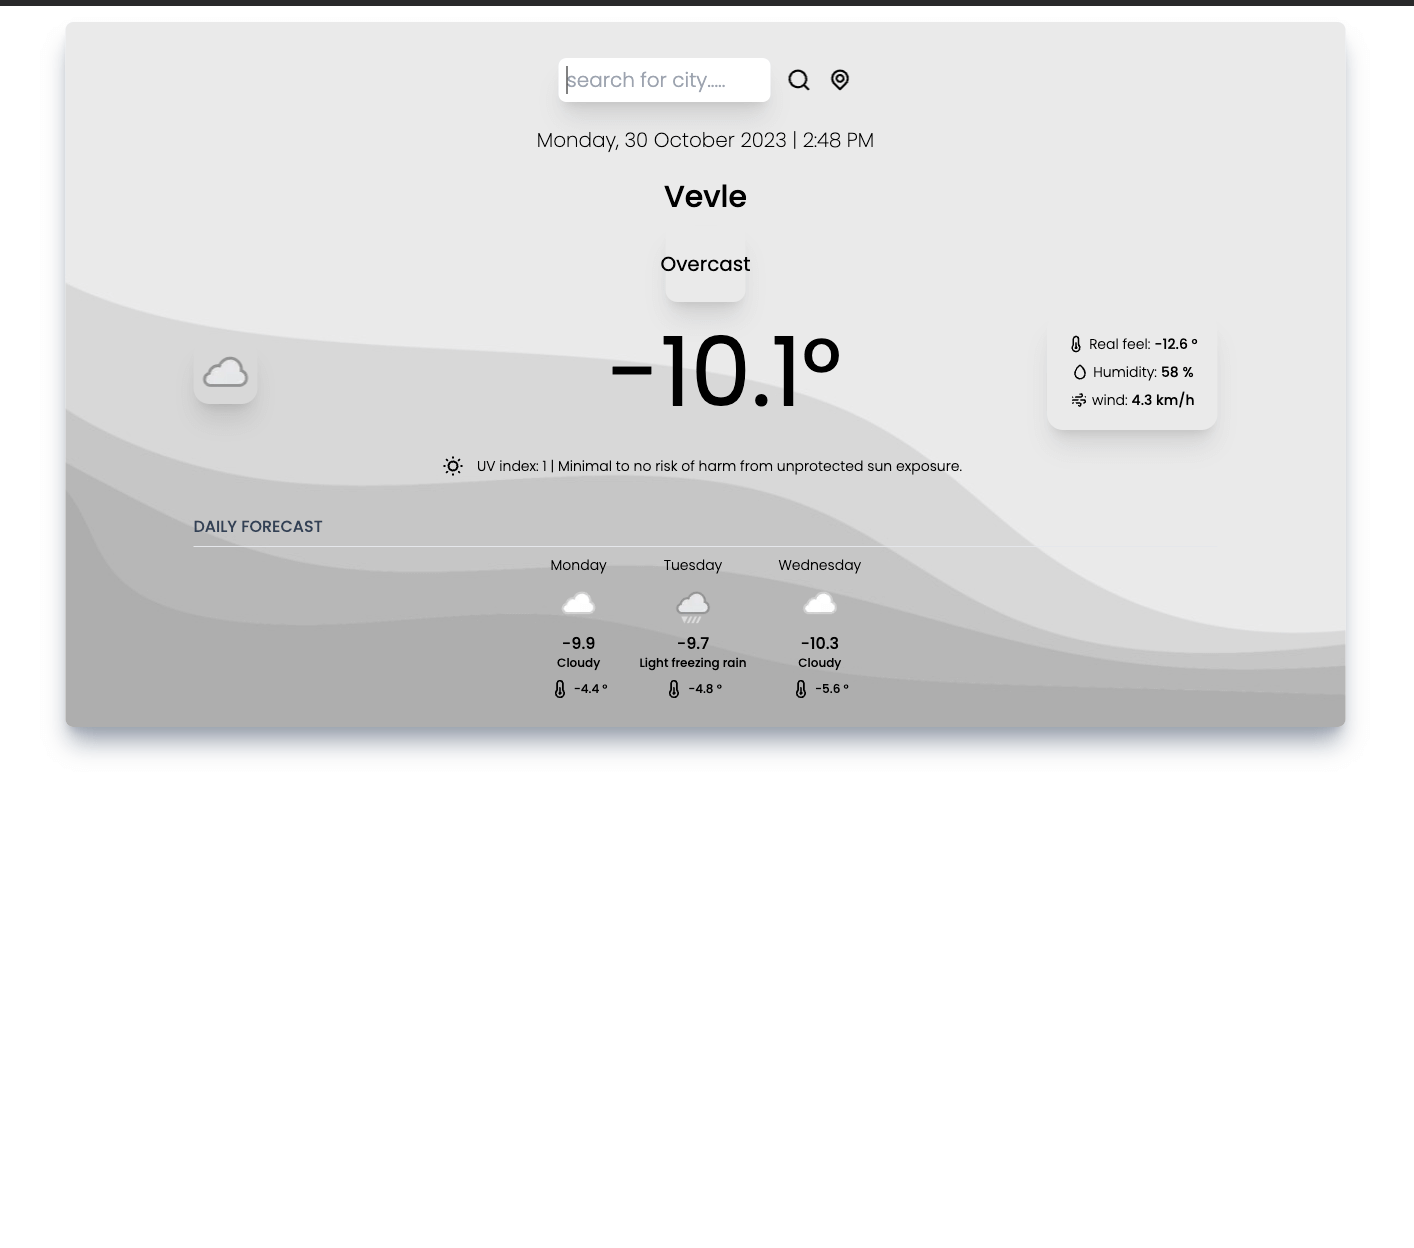 search for city.....
Monday, 30 October 2023 | 2:48 PM
Vevle
Overcast
-10.1°
Real feel: -12.6 °
Humidity: 58 %
wind: 4.3 km/h
UV index: 1 | Minimal to no risk of harm from unprotected sun exposure.
DAILY FORECAST
Monday Tuesday Wednesday
-9.9 -9.7 -10.3
Cloudy Light freezing rain Cloudy
-4.4 ° -4.8 ° -5.6 °